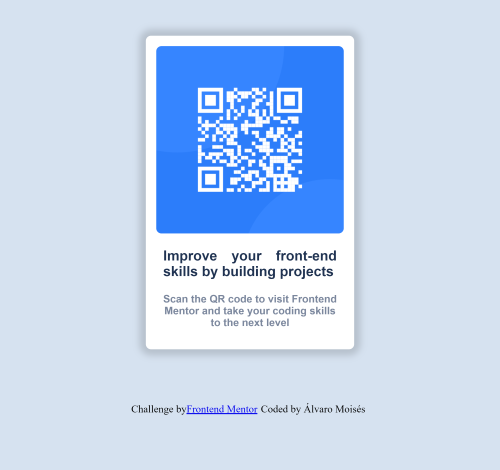 Improve your front-end
skills by building projects
Scan the QR code to visit Frontend
Mentor and take your coding skills
to the next level
Challenge byFrontend Mentor Coded by Álvaro Moisés